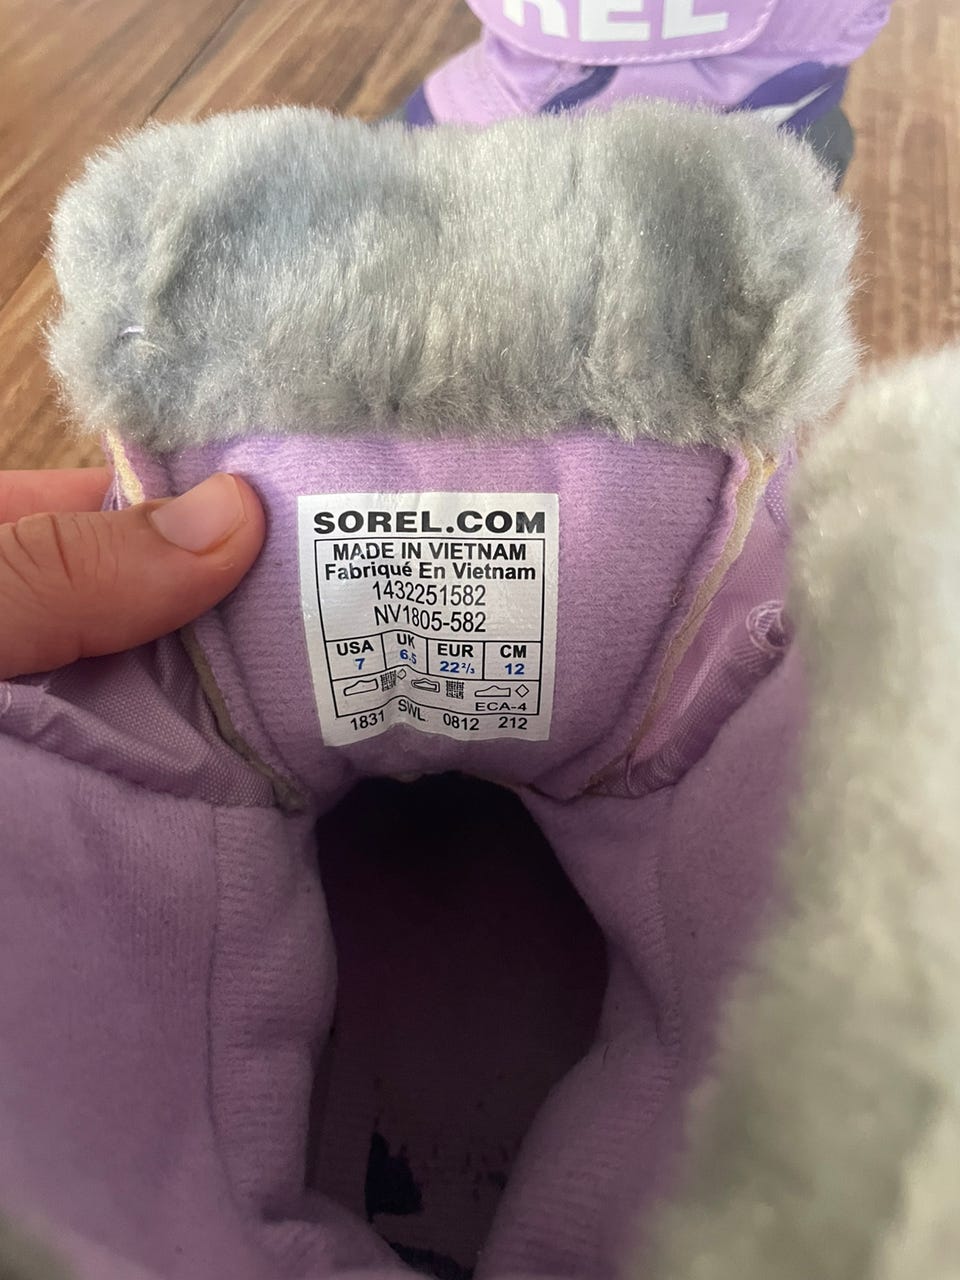 REL
SOREL.COM
MADE IN VIETNAM
Fabriqué En Vietnam
1432251582
NV1805-582
USA UK EUR CM
7 6.5 22²/₃ 12
ECA-4
1831 SWL 0812 212